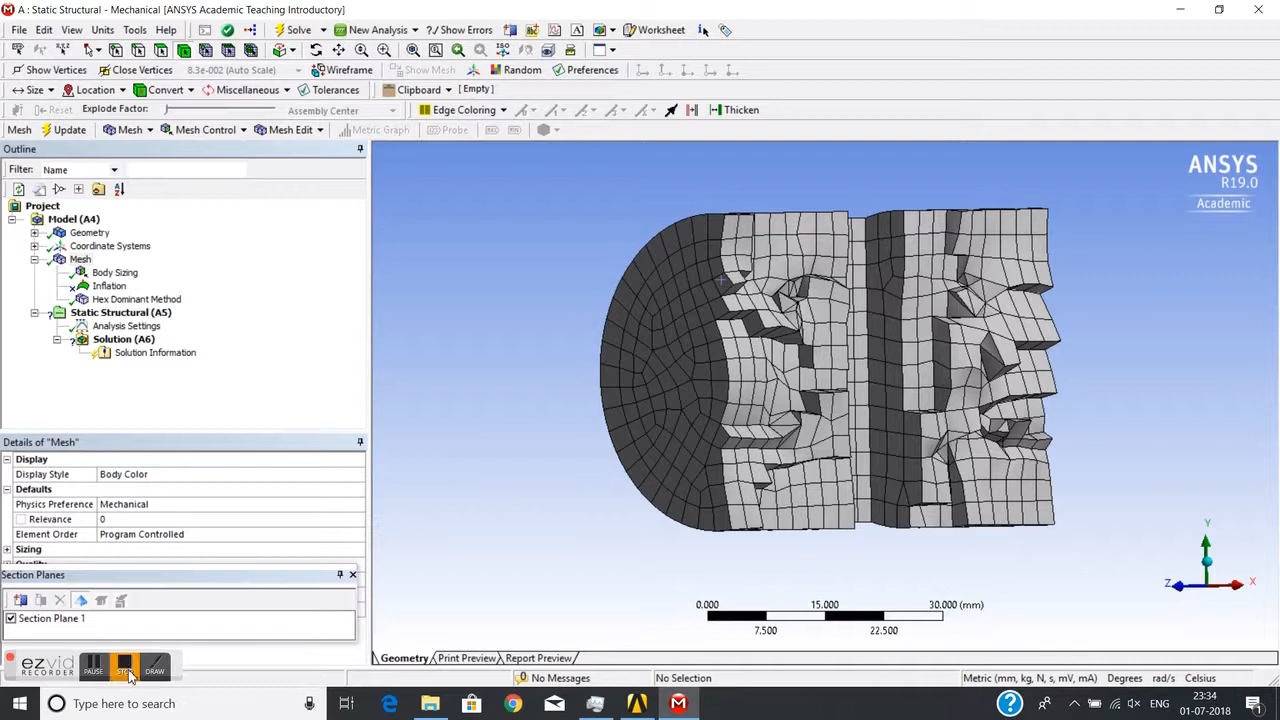 A : Static Structural - Mechanical [ANSYS Academic Teaching Introductory]
File Edit View Units Tools Help Solve New Analysis Show Errors Worksheet
Show Vertices Close Vertices 8.3e-002 (Auto Scale) Wireframe Show Mesh Random Preferences
Size Location Convert Miscellaneous Tolerances Clipboard [Empty]
Reset Explode Factor: Assembly Center Edge Coloring Thicken
Mesh Update Mesh Mesh Control Mesh Edit Metric Graph Probe
Outline
Filter: Name
Project
Model (A4)
Geometry
Coordinate Systems
Mesh
Body Sizing
Inflation
Hex Dominant Method
Static Structural (A5)
Analysis Settings
Solution (A6)
Solution Information
ANSYS
R19.0
Academic
Details of "Mesh"
Display
Display Style Body Color
Defaults
Physics Preference Mechanical
Relevance 0
Element Order Program Controlled
Sizing
Section Planes
Section Plane 1
Y
Z X
0.000 15.000 30.000 (mm)
7.500 22.500
Geometry Print Preview Report Preview
ezvid
RECORDER
PAUSE
DRAW
0 No Messages No Selection Metric (mm, kg, N, s, mV, mA) Degrees rad/s Celsius
Type here to search
ENG
23:34
01-07-2018